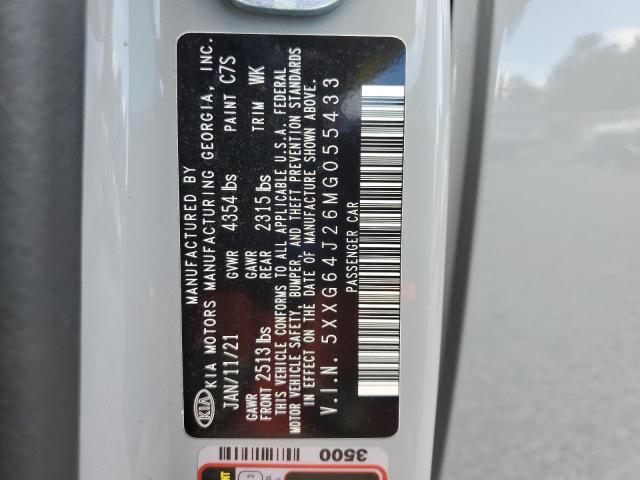 MANUFACTURED BY
KIA KIA MOTORS MANUFACTURING GEORGIA, INC.
JAN/11/21 GVWR 4354 lbs PAINT C7S
GAWR FRONT 2513 lbs GAWR REAR 2315 lbs TRIM WK
THIS VEHICLE CONFORMS TO ALL APPLICABLE U.S.A. FEDERAL
MOTOR VEHICLE SAFETY, BUMPER, AND THEFT PREVENTION STANDARDS
IN EFFECT ON THE DATE OF MANUFACTURE SHOWN ABOVE.
V.I.N. 5XXG64J26MG055433
PASSENGER CAR
3500